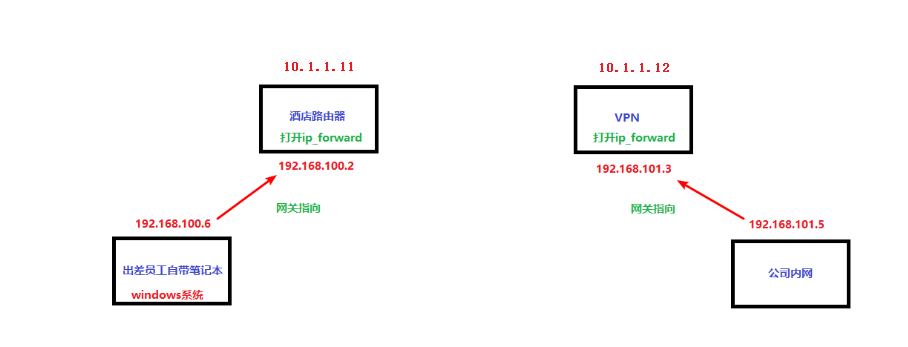 10.1.1.11
酒店路由器
打开ip_forward
192.168.100.2
网关指向
192.168.100.6
出差员工自带笔记本
windows系统
10.1.1.12
VPN
打开ip_forward
192.168.101.3
网关指向
192.168.101.5
公司内网